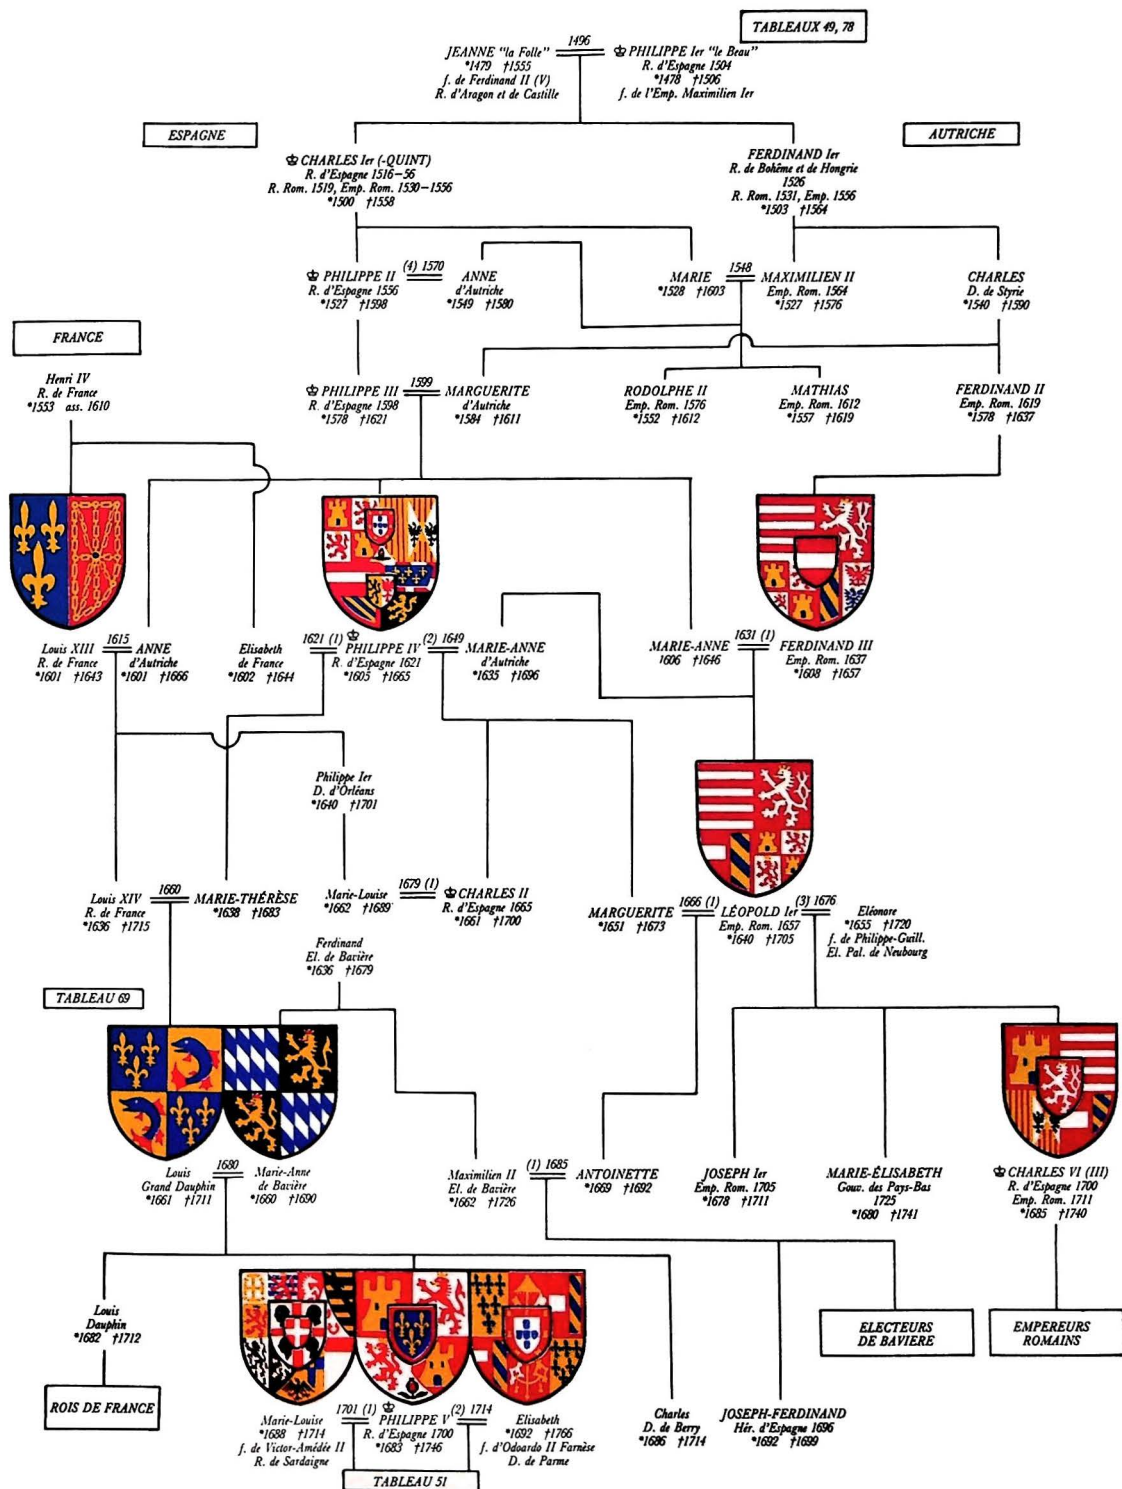 TABLEAUX 49, 78
1496
JEANNE "la Folle"
*1479 †1555
f. de Ferdinand II (V)
R. d'Aragon et de Castille
PHILIPPE Ier "le Beau"
R. d'Espagne 1504
*1478 †1506
f. de l'Emp. Maximilien Ier
ESPAGNE
AUTRICHE
CHARLES Ier (-QUINT)
R. d'Espagne 1516–56
R. Rom. 1519, Emp. Rom. 1530–1556
*1500 †1558
FERDINAND Ier
R. de Bohême et de Hongrie
1526
R. Rom. 1531, Emp. 1556
*1503 †1564
PHILIPPE II
R. d'Espagne 1556
*1527 †1598
(4) 1570
ANNE
d'Autriche
*1549 †1580
MARIE
*1528 †1603
1548
MAXIMILIEN II
Emp. Rom. 1564
*1527 †1576
CHARLES
D. de Styrie
*1540 †1590
FRANCE
Henri IV
R. de France
*1553 ass. 1610
PHILIPPE III
R. d'Espagne 1598
*1578 †1621
1599
MARGUERITE
d'Autriche
*1584 †1611
RODOLPHE II
Emp. Rom. 1576
*1552 †1612
MATHIAS
Emp. Rom. 1612
*1557 †1619
FERDINAND II
Emp. Rom. 1619
*1578 †1637
Louis XIII
R. de France
*1601 †1643
1615
ANNE
d'Autriche
*1601 †1666
Elisabeth
de France
*1602 †1644
1621 (1)
PHILIPPE IV
R. d'Espagne 1621
*1605 †1665
(2) 1649
MARIE-ANNE
d'Autriche
*1635 †1696
MARIE-ANNE
1606 †1646
1631 (1)
FERDINAND III
Emp. Rom. 1637
*1608 †1657
Philippe Ier
D. d'Orléans
*1640 †1701
Louis XIV
R. de France
*1636 †1715
1660
MARIE-THÉRÈSE
*1638 †1683
Marie-Louise
*1662 †1689
1679 (1)
CHARLES II
R. d'Espagne 1665
*1661 †1700
MARGUERITE
*1651 †1673
1666 (1)
LÉOPOLD Ier
Emp. Rom. 1657
*1640 †1705
(3) 1676
Eléonore
*1655 †1720
f. de Philippe-Guill.
El. Pal. de Neubourg
Ferdinand
El. de Bavière
*1636 †1679
TABLEAU 69
Louis
Grand Dauphin
*1661 †1711
1680
Marie-Anne
de Bavière
*1660 †1690
Maximilien II
El. de Bavière
*1662 †1726
(1) 1685
ANTOINETTE
*1669 †1692
JOSEPH Ier
Emp. Rom. 1705
*1678 †1711
MARIE-ÉLISABETH
Gouv. des Pays-Bas
1725
*1680 †1741
CHARLES VI (III)
R. d'Espagne 1700
Emp. Rom. 1711
*1685 †1740
Louis
Dauphin
*1682 †1712
ROIS DE FRANCE
ELECTEURS
DE BAVIERE
EMPEREURS
ROMAINS
Marie-Louise
*1688 †1714
f. de Victor-Amédée II
R. de Sardaigne
1701 (1)
PHILIPPE V
R. d'Espagne 1700
*1683 †1746
(2) 1714
Elisabeth
*1692 †1766
f. d'Odoardo II Farnèse
D. de Parme
Charles
D. de Berry
*1686 †1714
JOSEPH-FERDINAND
Hér. d'Espagne 1696
*1692 †1699
TABLEAU 51